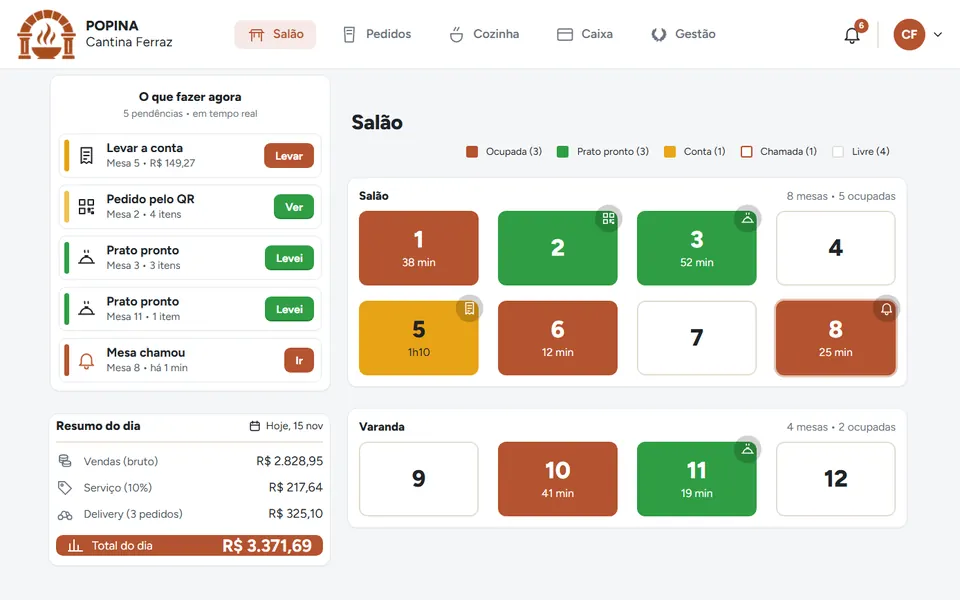 POPINA
Cantina Ferraz
Salão
Pedidos
Cozinha
Caixa
Gestão
6
CF
O que fazer agora
5 pendências • em tempo real
Levar a conta
Mesa 5 • R$ 149,27
Levar
Pedido pelo QR
Mesa 2 • 4 itens
Ver
Prato pronto
Mesa 3 • 3 itens
Levei
Prato pronto
Mesa 11 • 1 item
Levei
Mesa chamou
Mesa 8 • há 1 min
Ir
Resumo do dia
Hoje, 15 nov
Vendas (bruto)
R$ 2.828,95
Serviço (10%)
R$ 217,64
Delivery (3 pedidos)
R$ 325,10
Total do dia
R$ 3.371,69
Salão
Ocupada (3)
Prato pronto (3)
Conta (1)
Chamada (1)
Livre (4)
Salão
8 mesas • 5 ocupadas
1
38 min
2
3
52 min
4
5
1h10
6
12 min
7
8
25 min
Varanda
4 mesas • 2 ocupadas
9
10
41 min
11
19 min
12